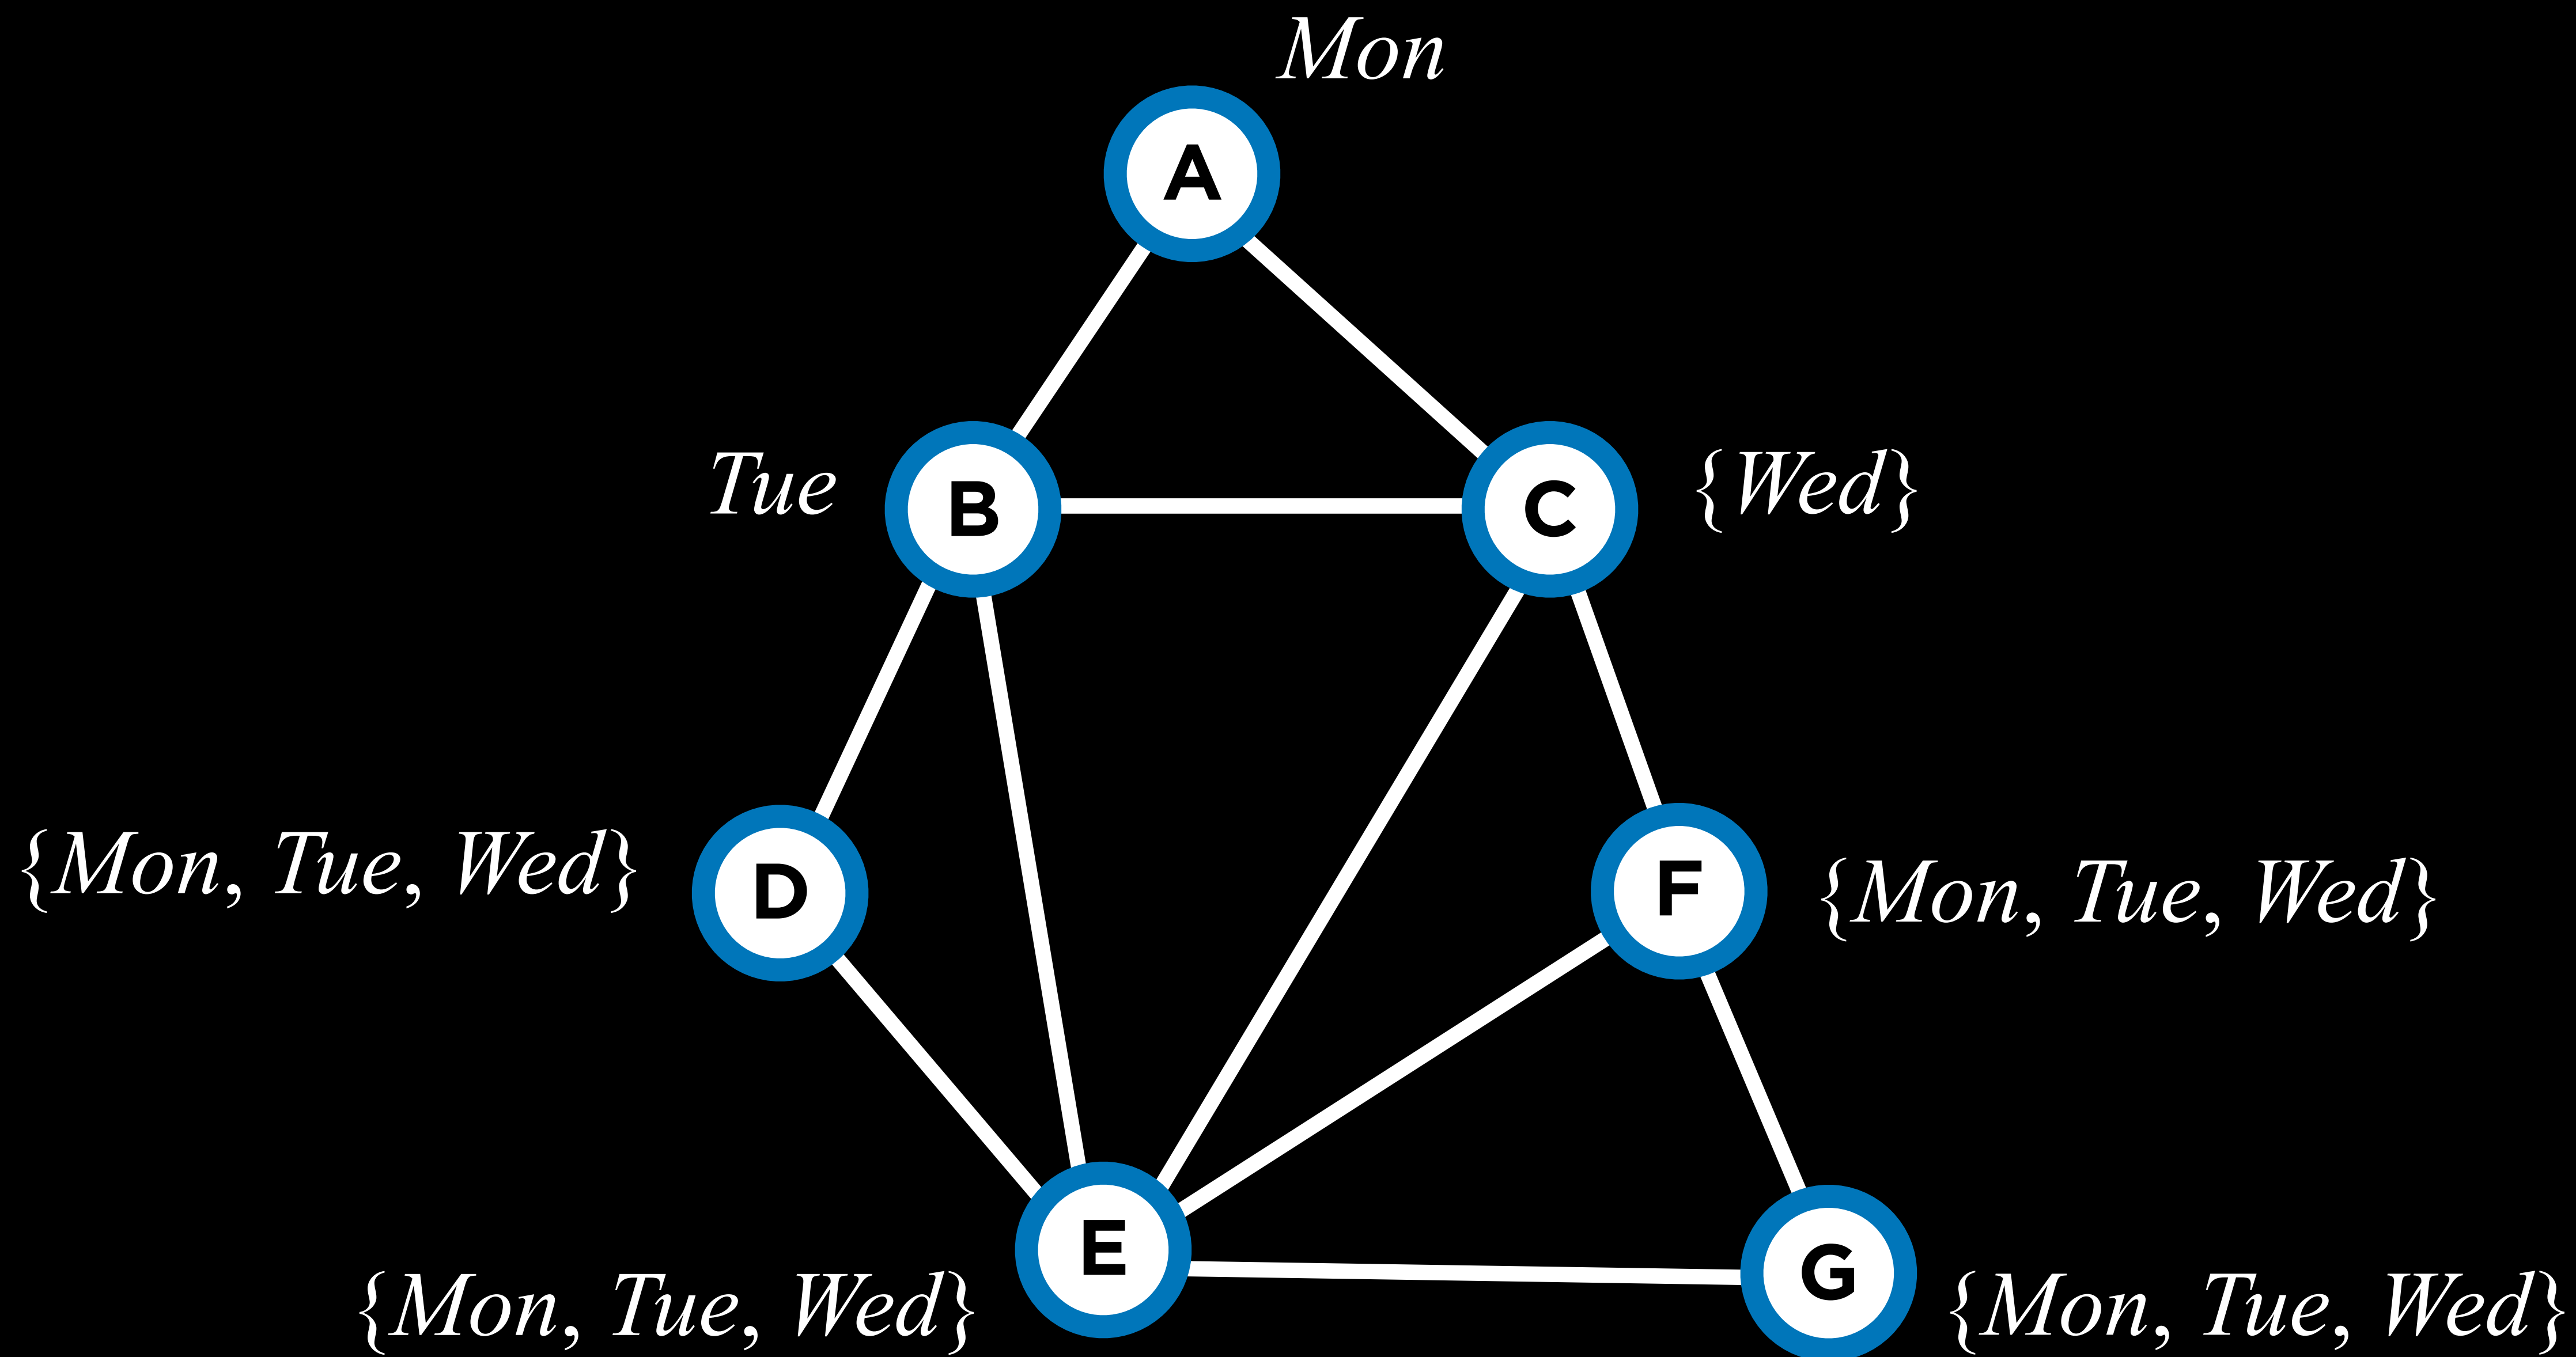 Mon
A
Tue B C {Wed}
{Mon, Tue, Wed} D F {Mon, Tue, Wed}
E G
{Mon, Tue, Wed} {Mon, Tue, Wed}